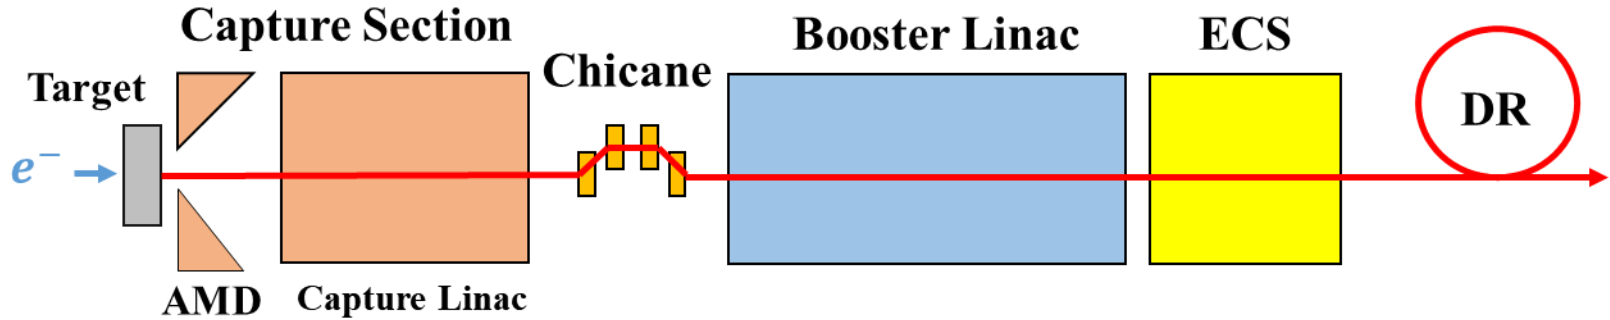 Capture Section
Booster Linac
ECS
Chicane
Target
DR
e⁻
AMD
Capture Linac